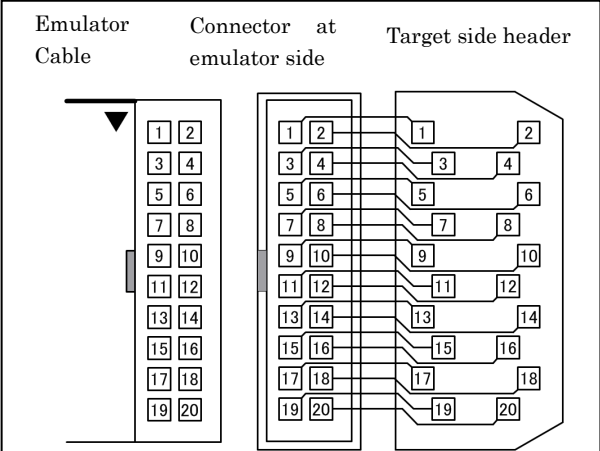 Emulator Cable
Connector at emulator side
Target side header
1 2 1 2 1 2
3 4 3 4 3 4
5 6 5 6 5 6
7 8 7 8 7 8
9 10 9 10 9 10
11 12 11 12 11 12
13 14 13 14 13 14
15 16 15 16 15 16
17 18 17 18 17 18
19 20 19 20 19 20